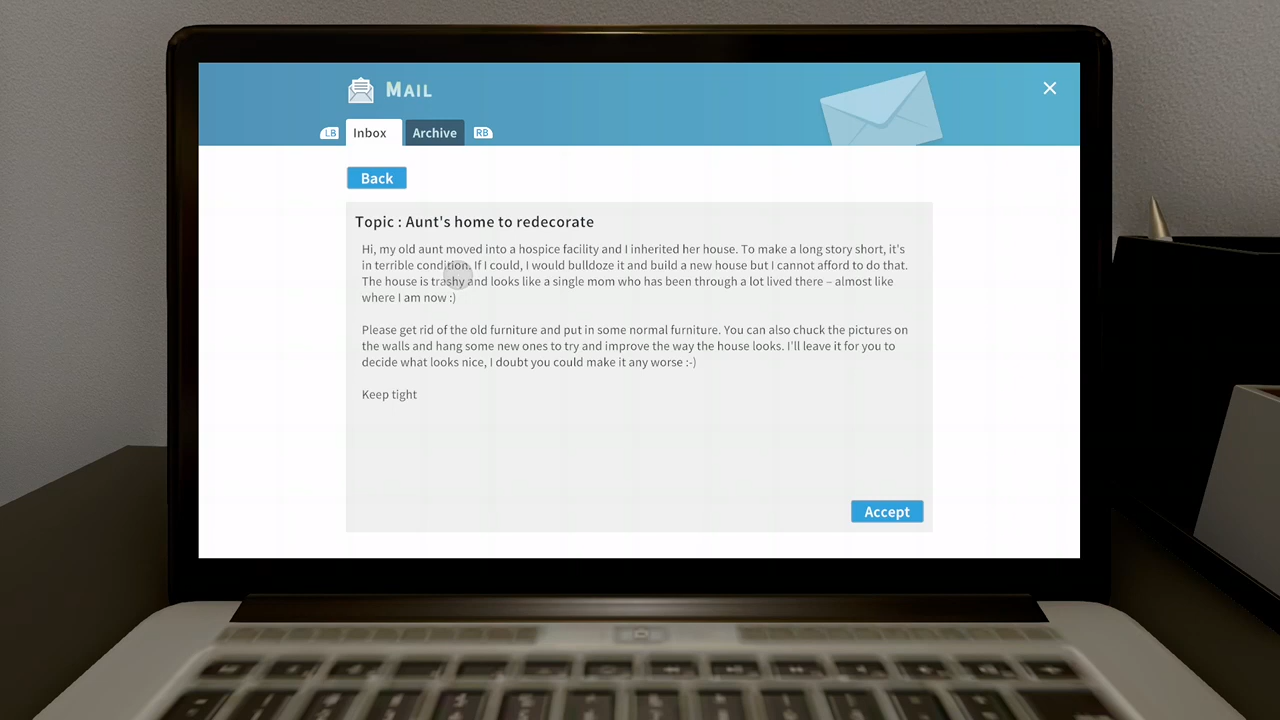 MAIL
LB Inbox Archive RB
Back
Topic : Aunt's home to redecorate
Hi, my old aunt moved into a hospice facility and I inherited her house. To make a long story short, it's
in terrible condition. If I could, I would bulldoze it and build a new house but I cannot afford to do that.
The house is trashy and looks like a single mom who has been through a lot lived there – almost like
where I am now :)
Please get rid of the old furniture and put in some normal furniture. You can also chuck the pictures on
the walls and hang some new ones to try and improve the way the house looks. I'll leave it for you to
decide what looks nice, I doubt you could make it any worse :-)
Keep tight
Accept